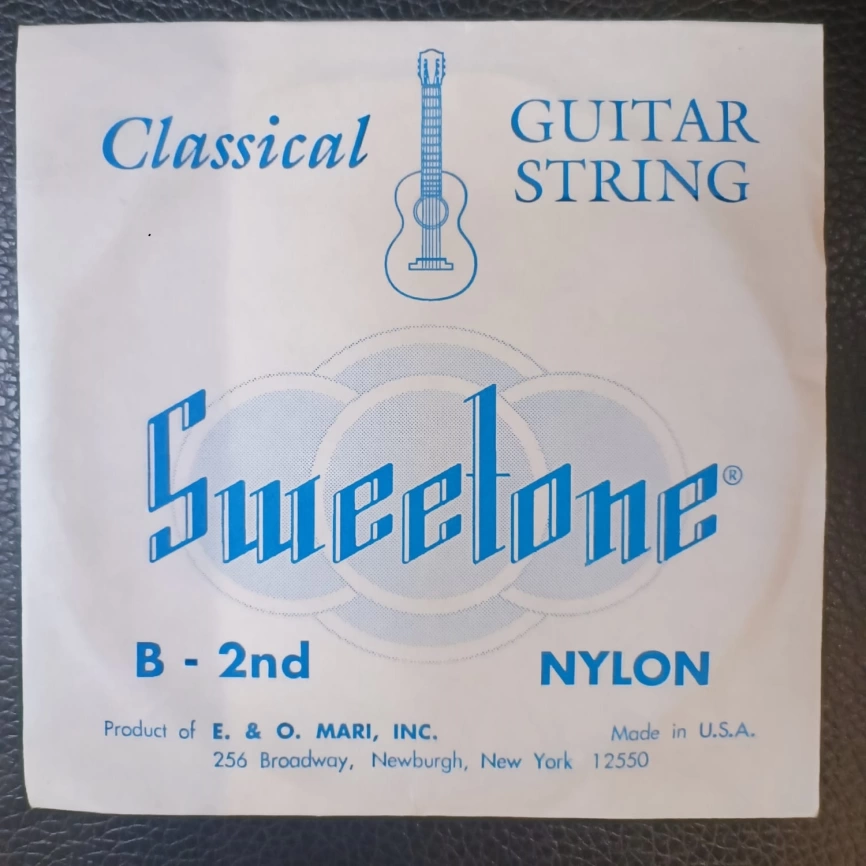 Classical
GUITAR
STRING
Sweetone®
B - 2nd
NYLON
Product of E. & O. MARI, INC.
Made in U.S.A.
256 Broadway, Newburgh, New York 12550